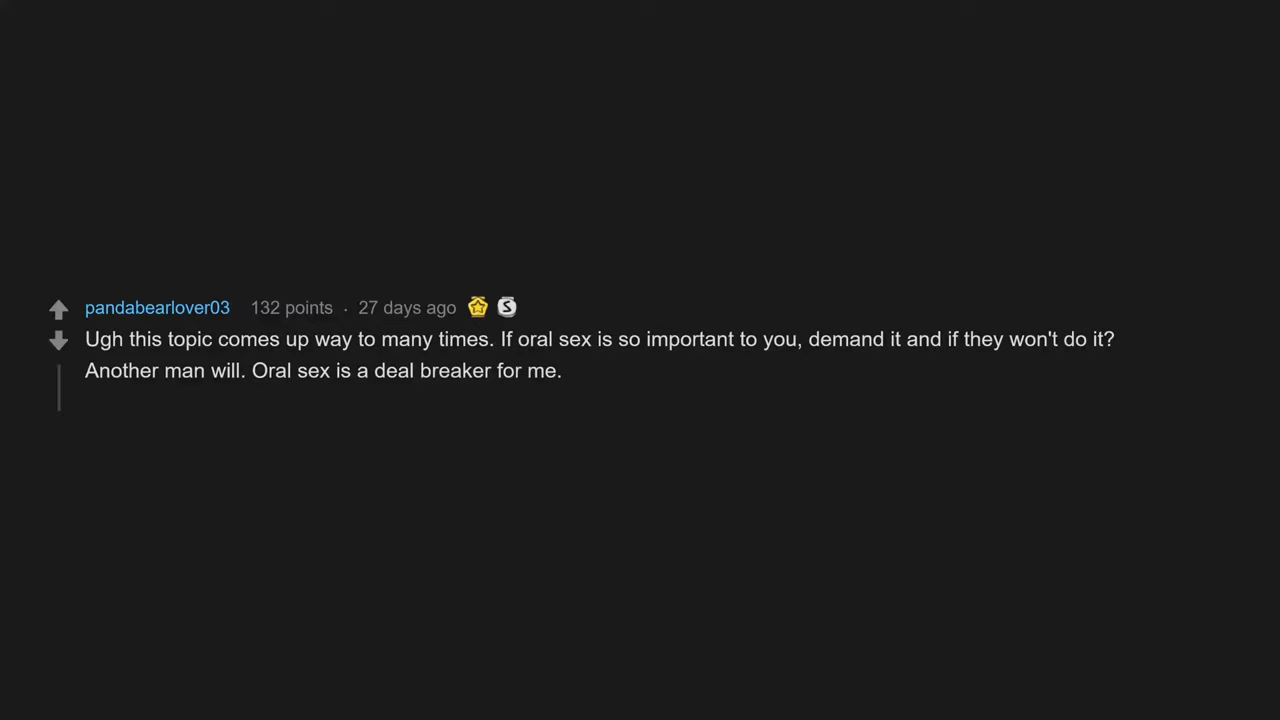 pandabearlover03 132 points · 27 days ago
Ugh this topic comes up way to many times. If oral sex is so important to you, demand it and if they won't do it?
Another man will. Oral sex is a deal breaker for me.